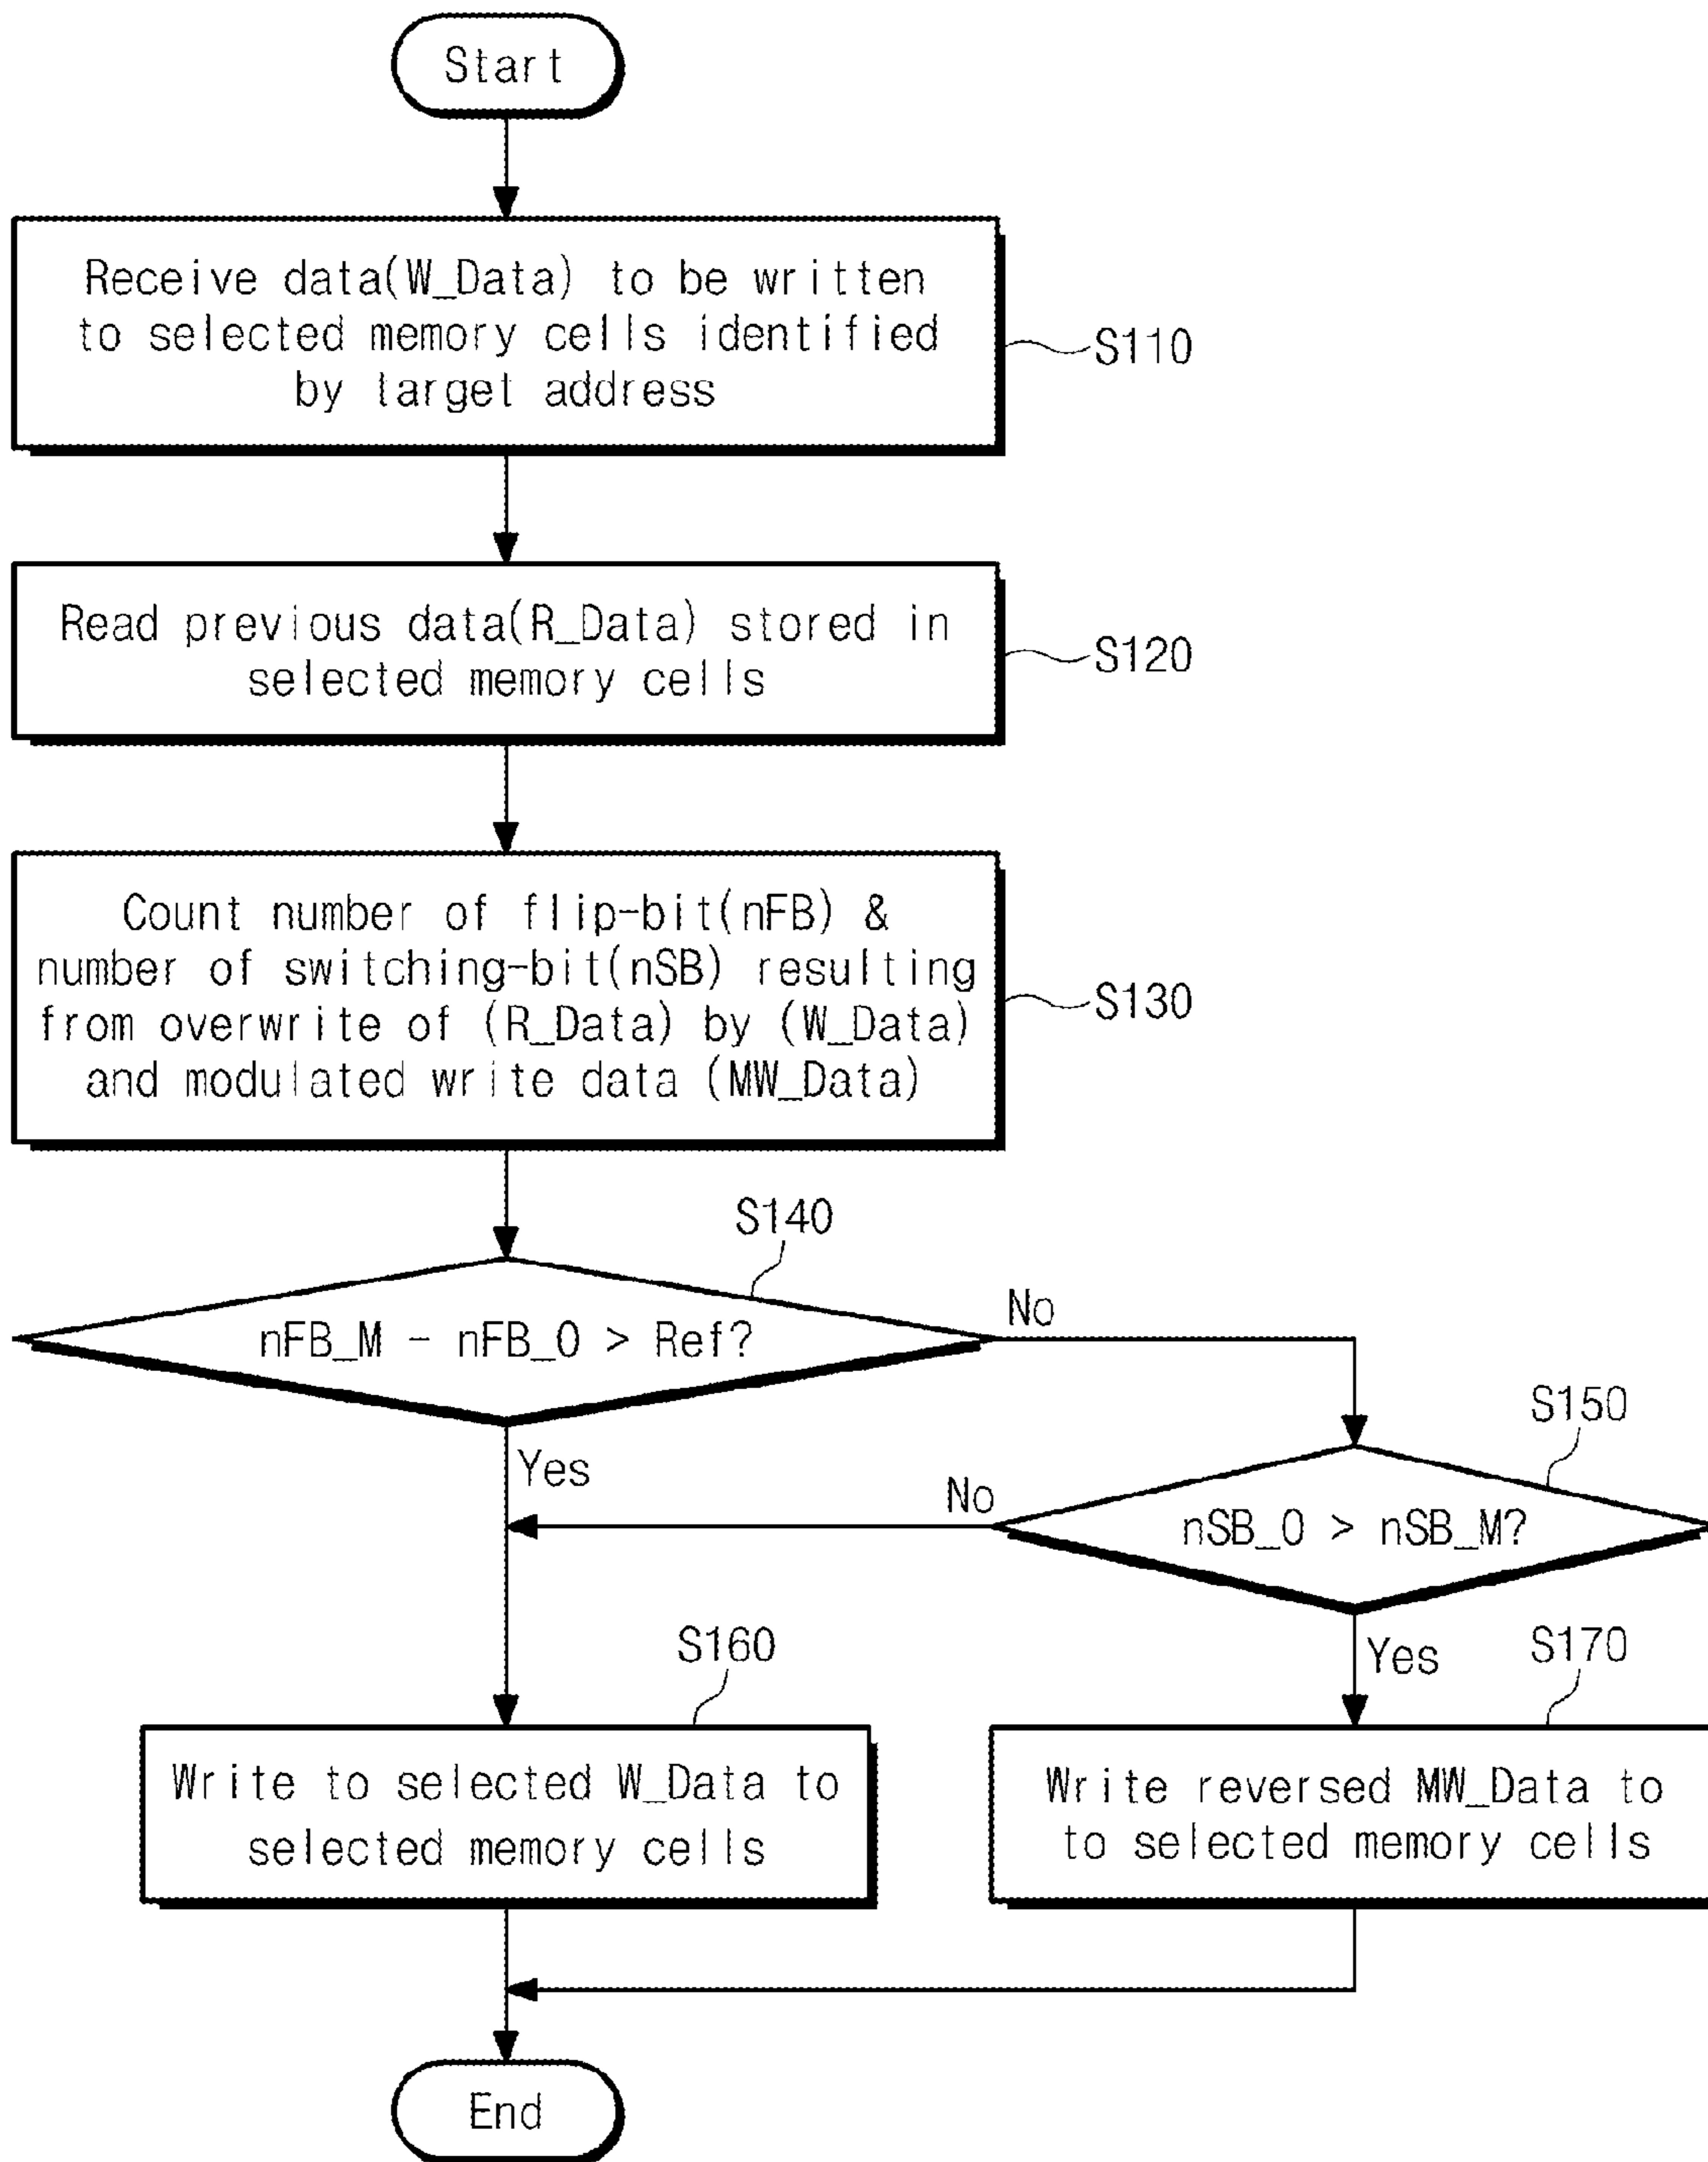 Start
Receive data(W_Data) to be written
to selected memory cells identified
by target address
S110
Read previous data(R_Data) stored in
selected memory cells
S120
Count number of flip-bit(nFB) &
number of switching-bit(nSB) resulting
from overwrite of (R_Data) by (W_Data)
and modulated write data (MW_Data)
S130
S140
nFB_M - nFB_O > Ref?
No
Yes
S150
nSB_O > nSB_M?
No
Yes
S160
Write to selected W_Data to
selected memory cells
S170
Write reversed MW_Data to
to selected memory cells
End